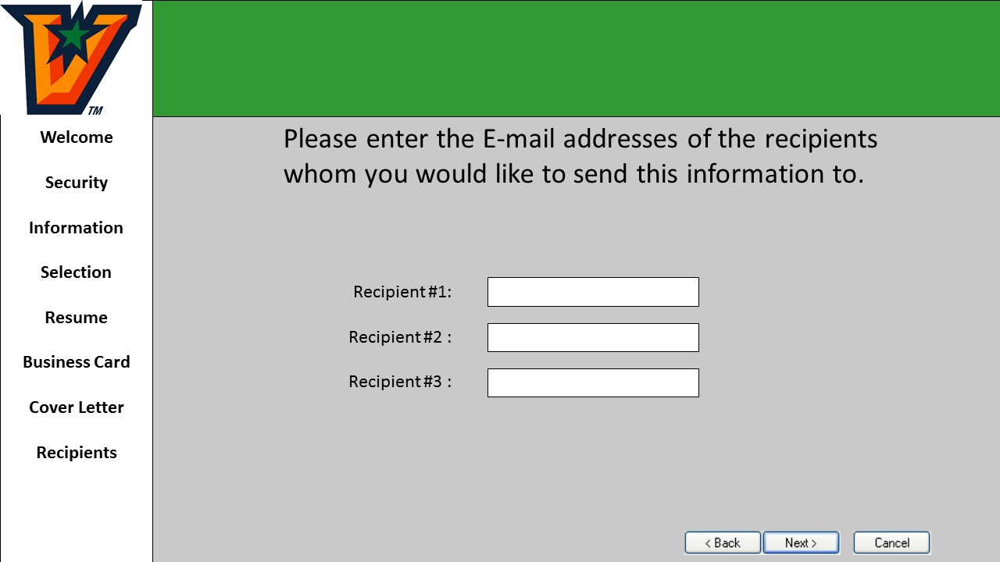 TM
Welcome
Security
Information
Selection
Resume
Business Card
Cover Letter
Recipients
Please enter the E-mail addresses of the recipients
whom you would like to send this information to.
Recipient #1:
Recipient #2 :
Recipient #3 :
< Back
Next >
Cancel